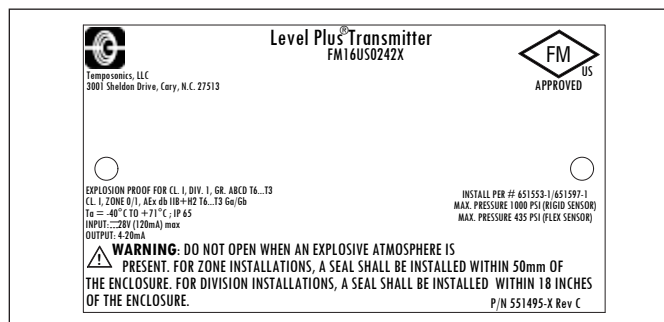 Level Plus® Transmitter
FM16US0242X
Temposonics, LLC
3001 Sheldon Drive, Cary, N.C. 27513
FM
US
APPROVED
EXPLOSION PROOF FOR CL. I, DIV. 1, GR. ABCD T6...T3
CL. I, ZONE 0/1, AEx db IIB+H2 T6...T3 Ga/Gb
Ta = -40°C TO +71°C ; IP 65
INPUT: ⎓28V (120mA) max
OUTPUT: 4-20mA
INSTALL PER # 651553-1/651597-1
MAX. PRESSURE 1000 PSI (RIGID SENSOR)
MAX. PRESSURE 435 PSI (FLEX SENSOR)
WARNING: DO NOT OPEN WHEN AN EXPLOSIVE ATMOSPHERE IS
PRESENT. FOR ZONE INSTALLATIONS, A SEAL SHALL BE INSTALLED WITHIN 50mm OF
THE ENCLOSURE. FOR DIVISION INSTALLATIONS, A SEAL SHALL BE INSTALLED WITHIN 18 INCHES
OF THE ENCLOSURE.
P/N 551495-X Rev C